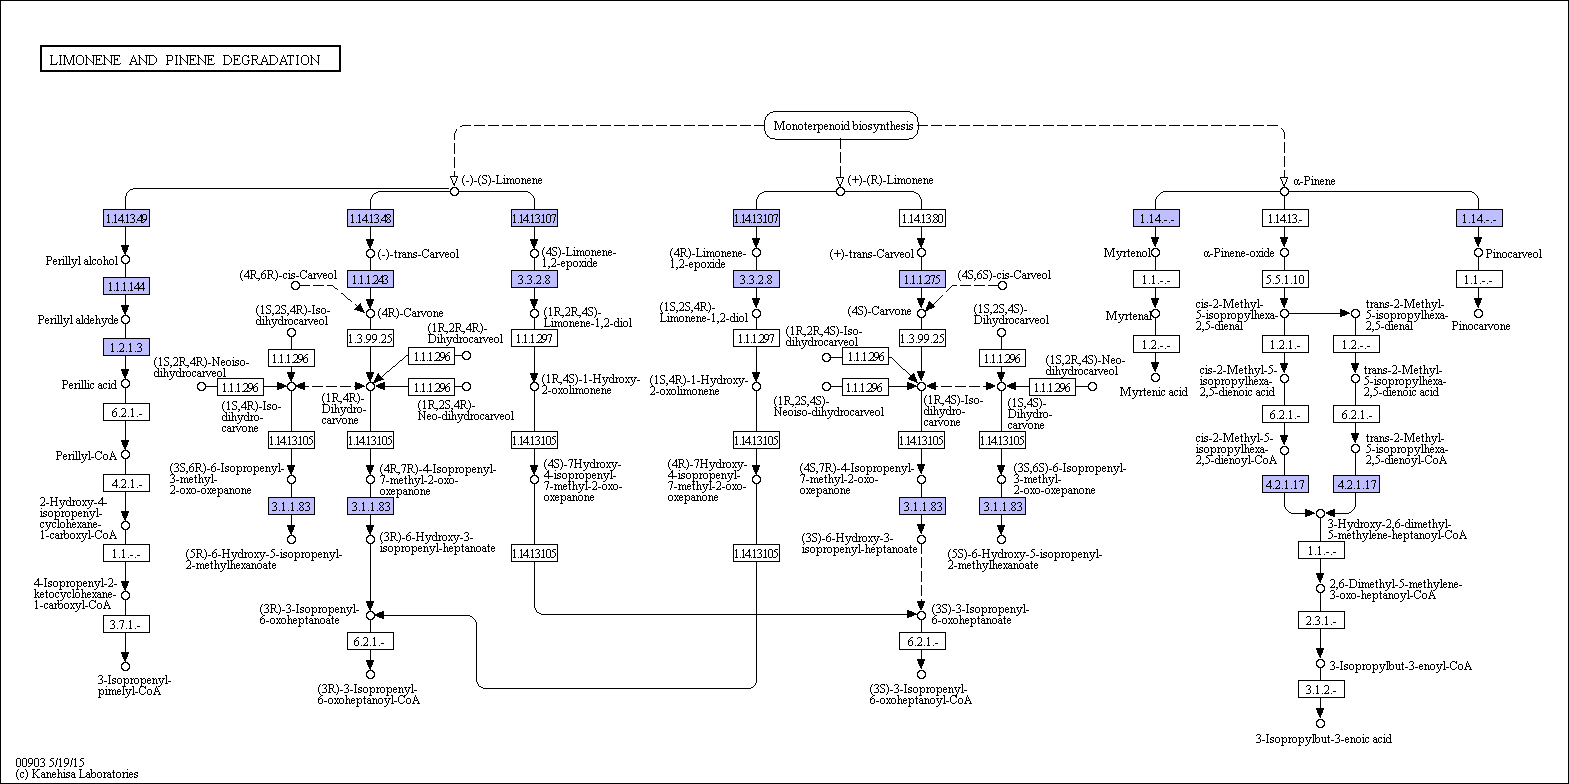 LIMONENE AND PINENE DEGRADATION
Monoterpenoid biosynthesis
(-)-(S)-Limonene
(+)-(R)-Limonene
α-Pinene
1.14.13.49
1.14.13.48
1.14.13.107
1.14.13.107
1.14.13.80
1.14.-.-
1.14.13.-
1.14.-.-
Perillyl alcohol
(-)-trans-Carveol
(4S)-Limonene-
1,2-epoxide
(4R)-Limonene-
1,2-epoxide
(+)-trans-Carveol
Myrtenol
α-Pinene-oxide
Pinocarveol
1.1.1.144
(4R,6R)-cis-Carveol
1.1.1.243
3.3.2.8
3.3.2.8
1.1.1.275
(4S,6S)-cis-Carveol
1.1.-.-
5.5.1.10
1.1.-.-
Perillyl aldehyde
(1S,2S,4R)-Iso-
dihydrocarveol
(4R)-Carvone
(1R,2R,4S)-
Limonene-1,2-diol
(1S,2S,4R)-
Limonene-1,2-diol
(4S)-Carvone
(1S,2S,4S)-
Dihydrocarveol
Myrtenal
cis-2-Methyl-
5-isopropylhexa-
2,5-dienal
trans-2-Methyl-
5-isopropylhexa-
2,5-dienal
Pinocarvone
1.2.1.3
1.3.99.25
(1R,2R,4R)-
Dihydrocarveol
1.1.1.297
1.1.1.297
(1R,2R,4S)-Iso-
dihydrocarveol
1.3.99.25
1.2.-.-
1.2.1.-
1.2.-.-
(1S,2R,4R)-Neoiso-
dihydrocarveol
1.1.1.296
1.1.1.296
1.1.1.296
1.1.1.296
(1S,2R,4S)-Neo-
dihydrocarveol
Perillic acid
1.1.1.296
1.1.1.296
1.1.1.296
1.1.1.296
(1R,4S)-1-Hydroxy-
2-oxolimonene
(1S,4R)-1-Hydroxy-
2-oxolimonene
Myrtenic acid
cis-2-Methyl-5-
isopropylhexa-
2,5-dienoic acid
trans-2-Methyl-
5-isopropylhexa-
2,5-dienoic acid
6.2.1.-
(1S,4R)-Iso-
dihydro-
carvone
(1R,4R)-
Dihydro-
carvone
(1R,2S,4R)-
Neo-dihydrocarveol
(1R,2S,4S)-
Neoiso-dihydrocarveol
(1R,4S)-Iso-
dihydro-
carvone
(1S,4S)-
Dihydro-
carvone
6.2.1.-
6.2.1.-
1.14.13.105
1.14.13.105
1.14.13.105
1.14.13.105
1.14.13.105
1.14.13.105
Perillyl-CoA
cis-2-Methyl-5-
isopropylhexa-
2,5-dienoyl-CoA
trans-2-Methyl-
5-isopropylhexa-
2,5-dienoyl-CoA
4.2.1.-
(3S,6R)-6-Isopropenyl-
3-methyl-
2-oxo-oxepanone
(4R,7R)-4-Isopropenyl-
7-methyl-2-oxo-
oxepanone
(4S)-7Hydroxy-
4-isopropenyl-
7-methyl-2-oxo-
oxepanone
(4R)-7Hydroxy-
4-isopropenyl-
7-methyl-2-oxo-
oxepanone
(4S,7R)-4-Isopropenyl-
7-methyl-2-oxo-
oxepanone
(3S,6S)-6-Isopropenyl-
3-methyl-
2-oxo-oxepanone
4.2.1.17
4.2.1.17
2-Hydroxy-4-
isopropenyl-
cyclohexane-
1-carboxyl-CoA
3.1.1.83
3.1.1.83
3.1.1.83
3.1.1.83
3-Hydroxy-2,6-dimethyl-
5-methylene-heptanoyl-CoA
1.1.-.-
(5R)-6-Hydroxy-5-isopropenyl-
2-methylhexanoate
(3R)-6-Hydroxy-3-
isopropenyl-heptanoate
1.14.13.105
1.14.13.105
(3S)-6-Hydroxy-3-
isopropenyl-heptanoate
(5S)-6-Hydroxy-5-isopropenyl-
2-methylhexanoate
1.1.-.-
4-Isopropenyl-2-
ketocyclohexane-
1-carboxyl-CoA
2,6-Dimethyl-5-methylene-
3-oxo-heptanoyl-CoA
3.7.1.-
(3R)-3-Isopropenyl-
6-oxoheptanoate
(3S)-3-Isopropenyl-
6-oxoheptanoate
2.3.1.-
6.2.1.-
6.2.1.-
3-Isopropenyl-
pimelyl-CoA
(3R)-3-Isopropenyl-
6-oxoheptanoyl-CoA
(3S)-3-Isopropenyl-
6-oxoheptanoyl-CoA
3-Isopropylbut-3-enoyl-CoA
3.1.2.-
3-Isopropylbut-3-enoic acid
00903 5/19/15
(c) Kanehisa Laboratories